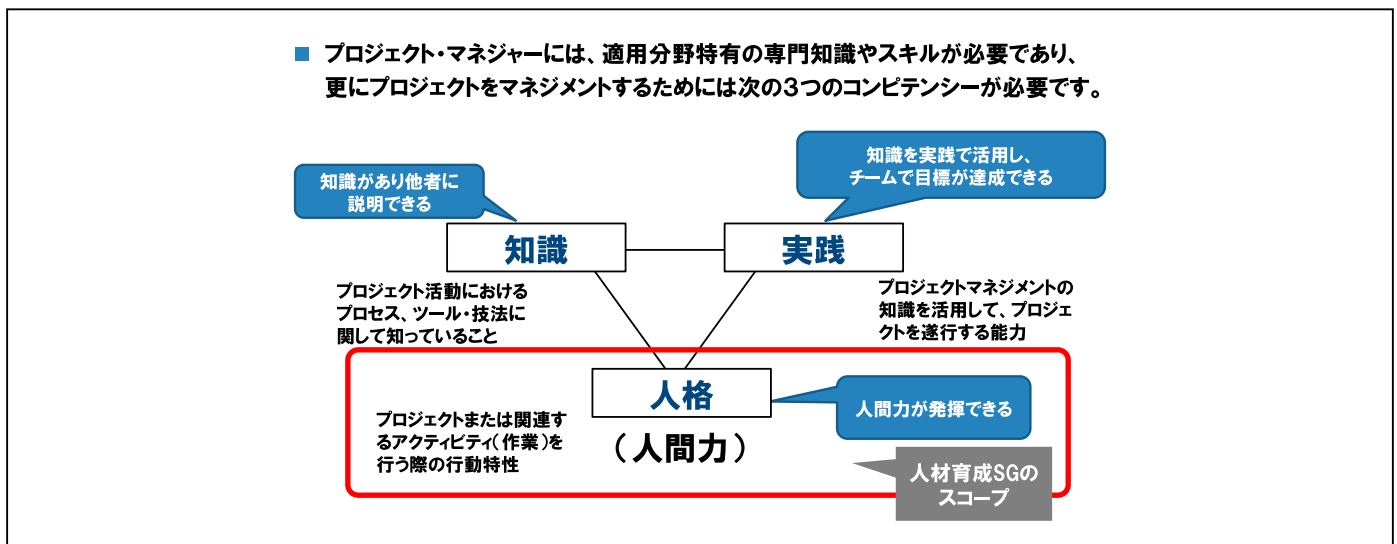 ■ プロジェクト・マネジャーには、適用分野特有の専門知識やスキルが必要であり、
更にプロジェクトをマネジメントするためには次の3つのコンピテンシーが必要です。
知識を実践で活用し、
チームで目標が達成できる
知識があり他者に
説明できる
知識
実践
プロジェクト活動における
プロセス、ツール・技法に
関して知っていること
プロジェクトマネジメントの
知識を活用して、プロジェ
クトを遂行する能力
人格
(人間力)
人間力が発揮できる
プロジェクトまたは関連す
るアクティビティ(作業)を
行う際の行動特性
人材育成SGの
スコープ